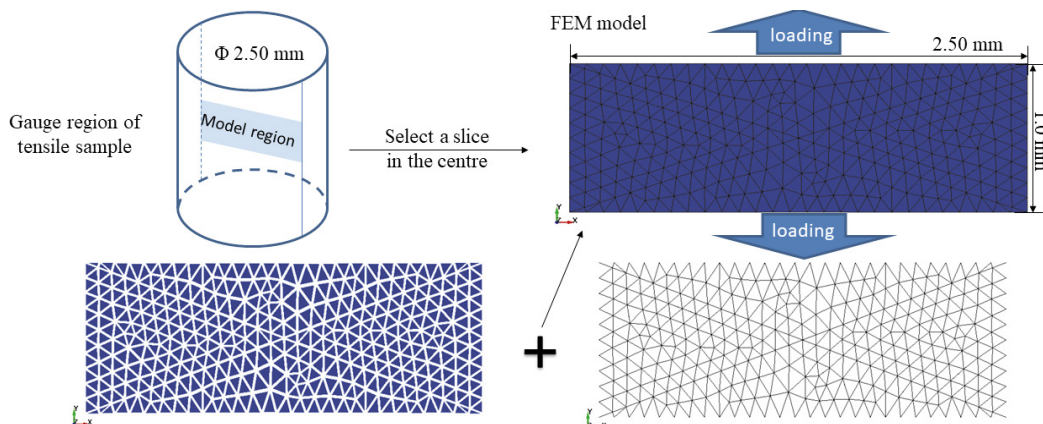 FEM model
loading
Φ 2.50 mm
2.50 mm
Model region
Gauge region of
tensile sample
Select a slice
in the centre
1.0 mm
Y
Z X
loading
+
Y
Z X
Y
Z X